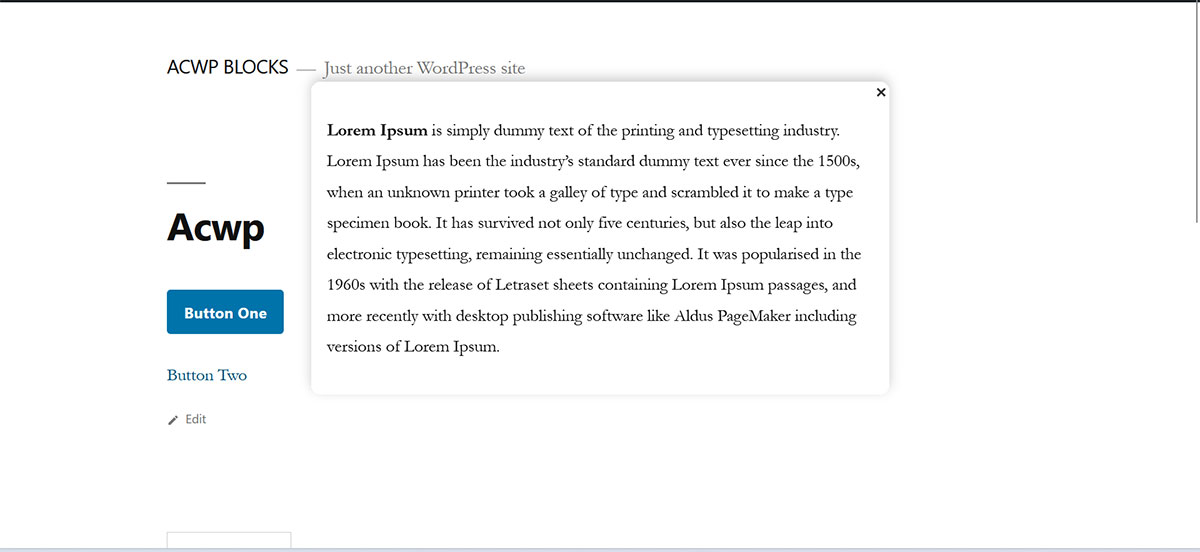 ACWP BLOCKS — Just another WordPress site
×
Lorem Ipsum is simply dummy text of the printing and typesetting industry.
Lorem Ipsum has been the industry’s standard dummy text ever since the 1500s,
when an unknown printer took a galley of type and scrambled it to make a type
specimen book. It has survived not only five centuries, but also the leap into
electronic typesetting, remaining essentially unchanged. It was popularised in the
1960s with the release of Letraset sheets containing Lorem Ipsum passages, and
more recently with desktop publishing software like Aldus PageMaker including
versions of Lorem Ipsum.
Acwp
Button One
Button Two
Edit